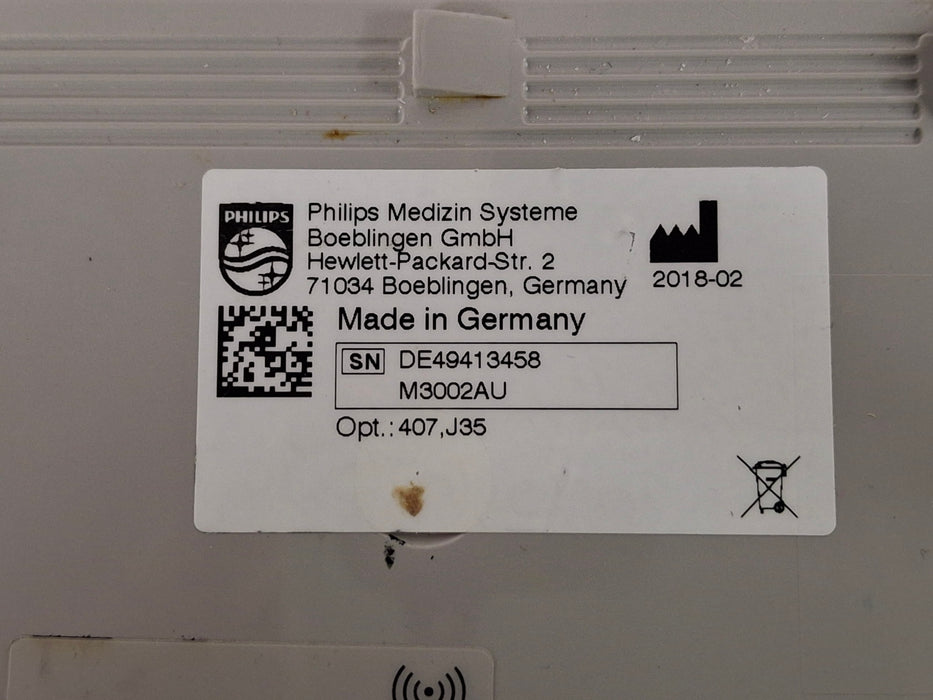 PHILIPS
Philips Medizin Systeme
Boeblingen GmbH
Hewlett-Packard-Str. 2
71034 Boeblingen, Germany
2018-02
Made in Germany
SN DE49413458
M3002AU
Opt.: 407,J35